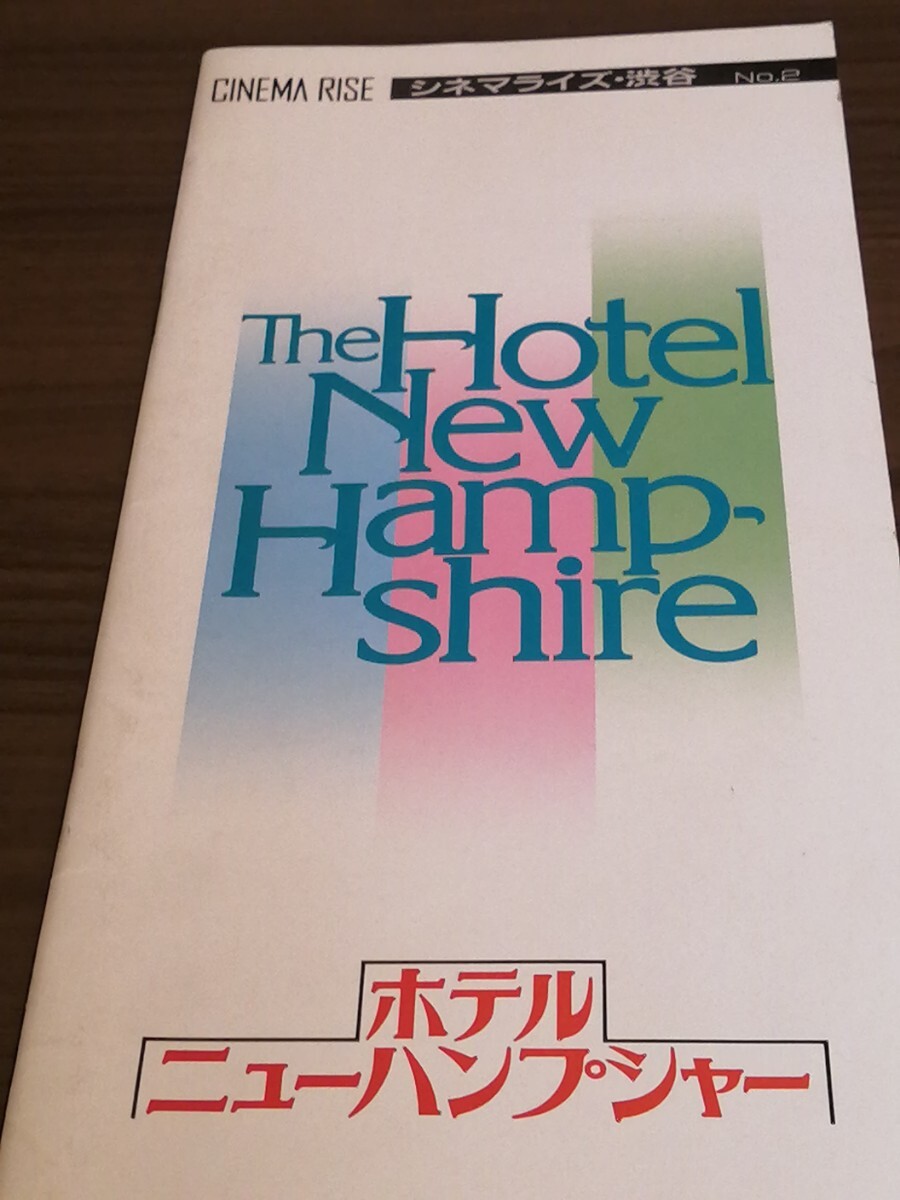 CINEMA RISE シネマライズ・渋谷 No.2
The Hotel
New
Hamp-
shire
ホテル
ニューハンプシャー